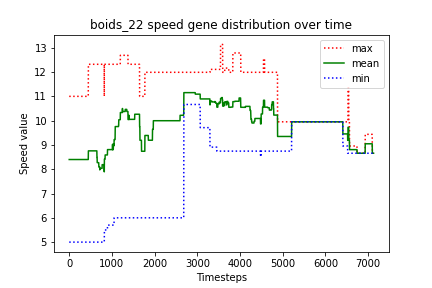 boids_22 speed gene distribution over time
13
12
11
10
9
8
7
6
5
Speed value
max
mean
min
0 1000 2000 3000 4000 5000 6000 7000
Timesteps